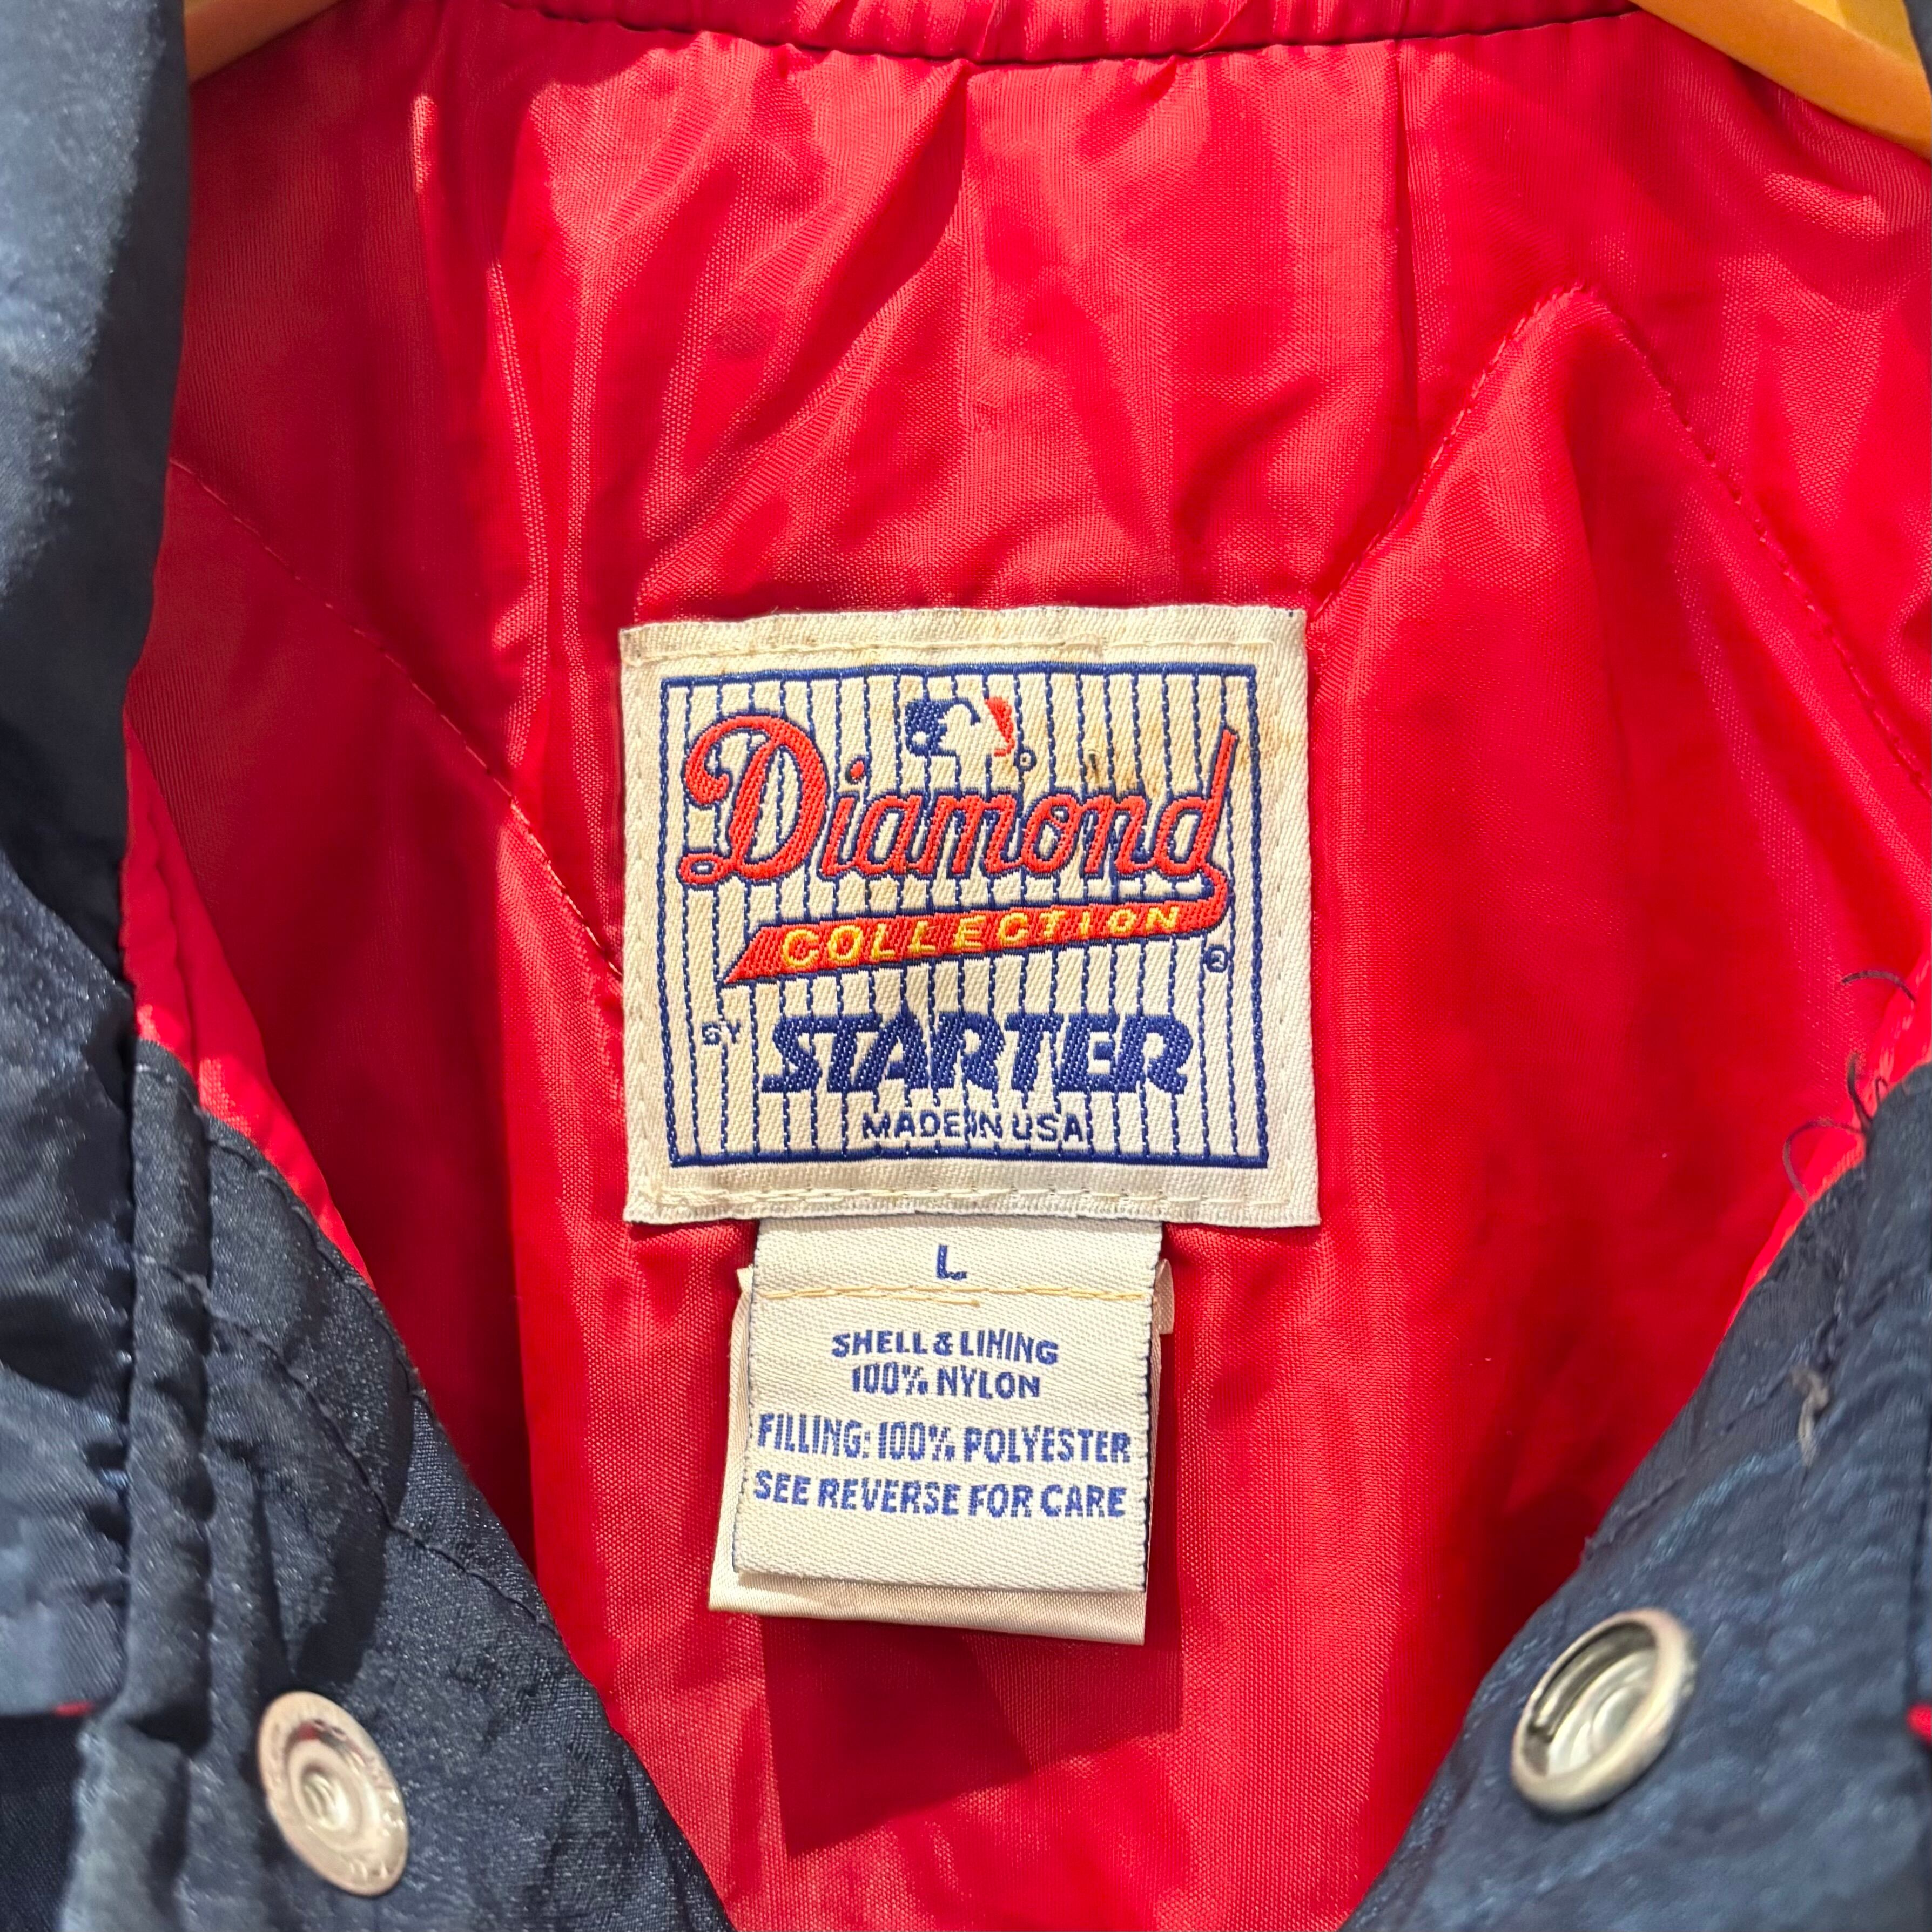 Diamond
COLLECTION
BY STARTER
MADE IN USA
L
SHELL & LINING
100% NYLON
FILLING: 100% POLYESTER
SEE REVERSE FOR CARE